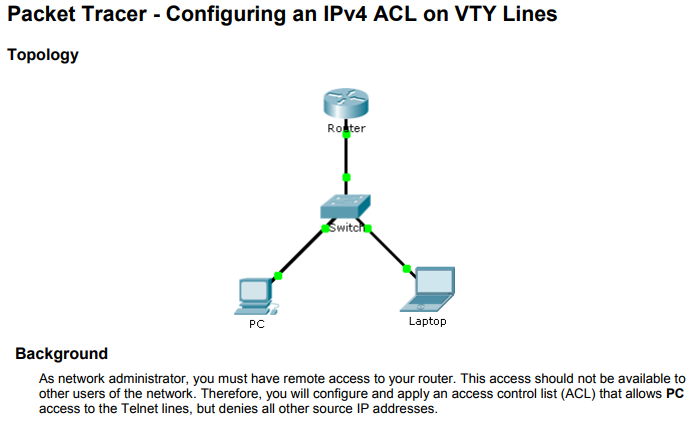 Packet Tracer - Configuring an IPv4 ACL on VTY Lines
Topology
Router
Switch
PC
Laptop
Background
As network administrator, you must have remote access to your router. This access should not be available to
other users of the network. Therefore, you will configure and apply an access control list (ACL) that allows PC
access to the Telnet lines, but denies all other source IP addresses.